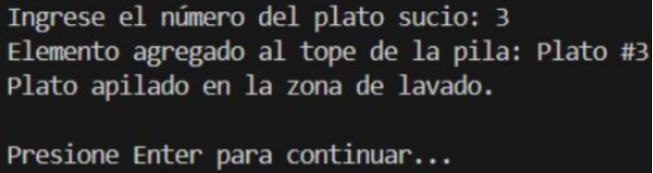 Ingrese el número del plato sucio: 3
Elemento agregado al tope de la pila: Plato #3
Plato apilado en la zona de lavado.
Presione Enter para continuar...